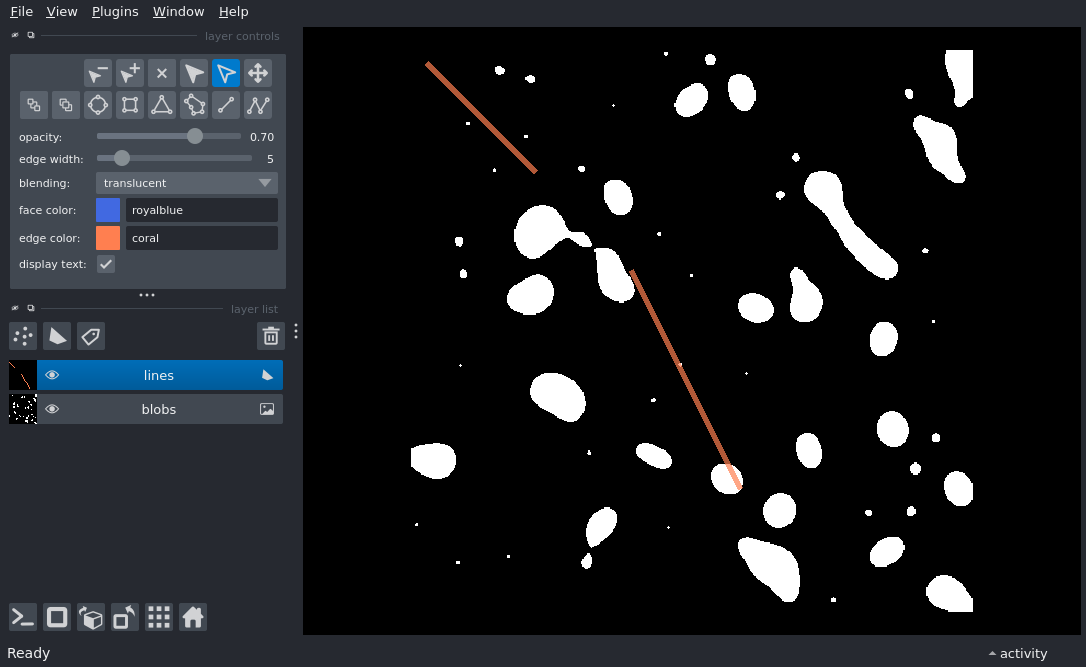 File View Plugins Window Help
layer controls
opacity: 0.70
edge width: 5
blending: translucent
face color: royalblue
edge color: coral
display text:
layer list
lines
blobs
Ready activity